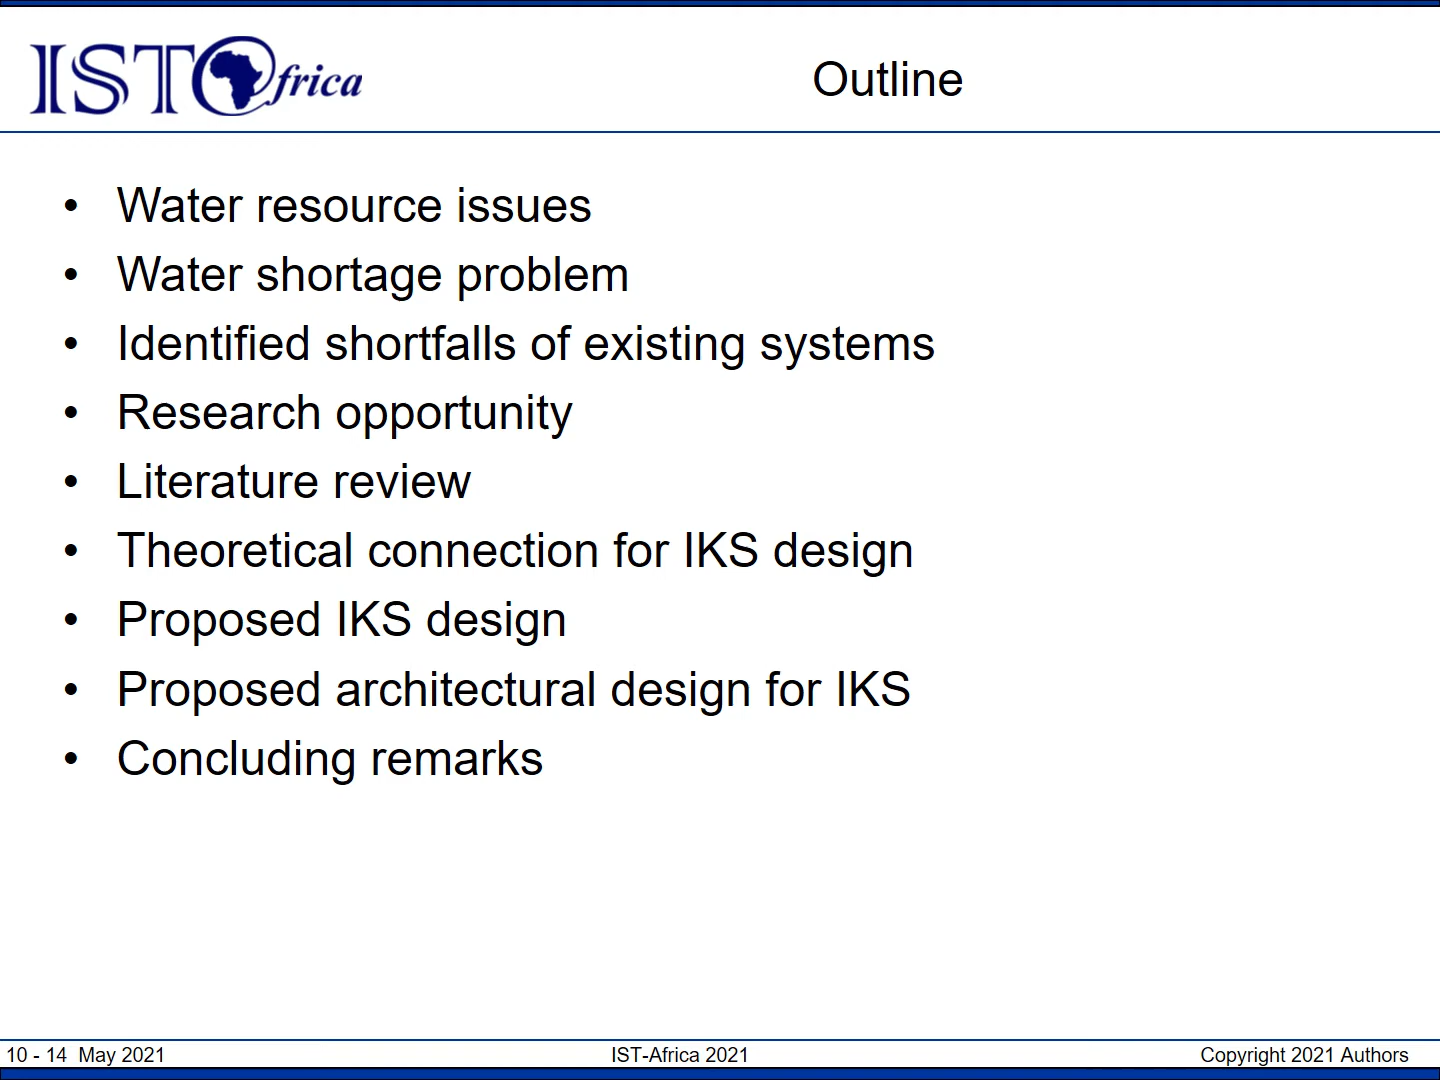 IST Africa
Outline
• Water resource issues
• Water shortage problem
• Identified shortfalls of existing systems
• Research opportunity
• Literature review
• Theoretical connection for IKS design
• Proposed IKS design
• Proposed architectural design for IKS
• Concluding remarks
10 - 14 May 2021
IST-Africa 2021
Copyright 2021 Authors